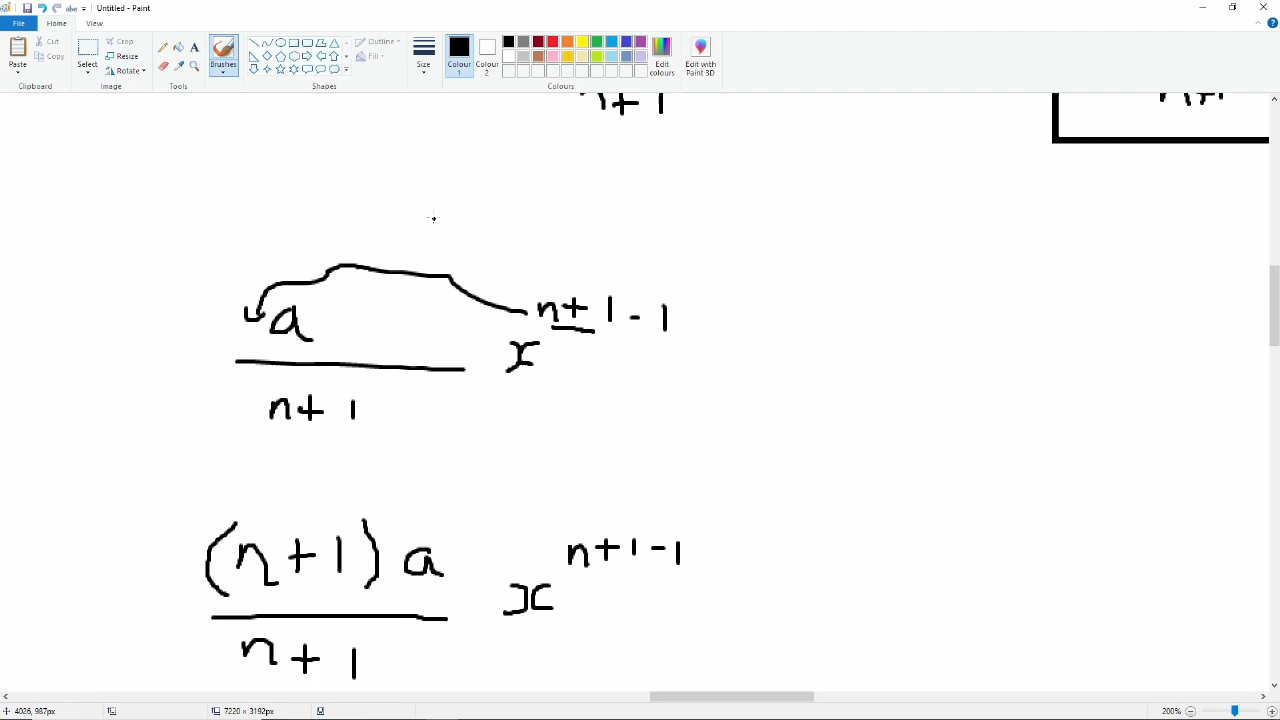 Untitled - Paint
File Home View
Cut Crop Outline
Copy Resize Fill
Paste Select Rotate Brushes Size Colour 1 Colour 2 Edit colours Edit with Paint 3D
Clipboard Image Tools Shapes Colours
n+1 n+1
n+1-1
a x
n+1
n+1-1
(n+1)a x
n+1
4026, 987px 7220 × 3192px 200%